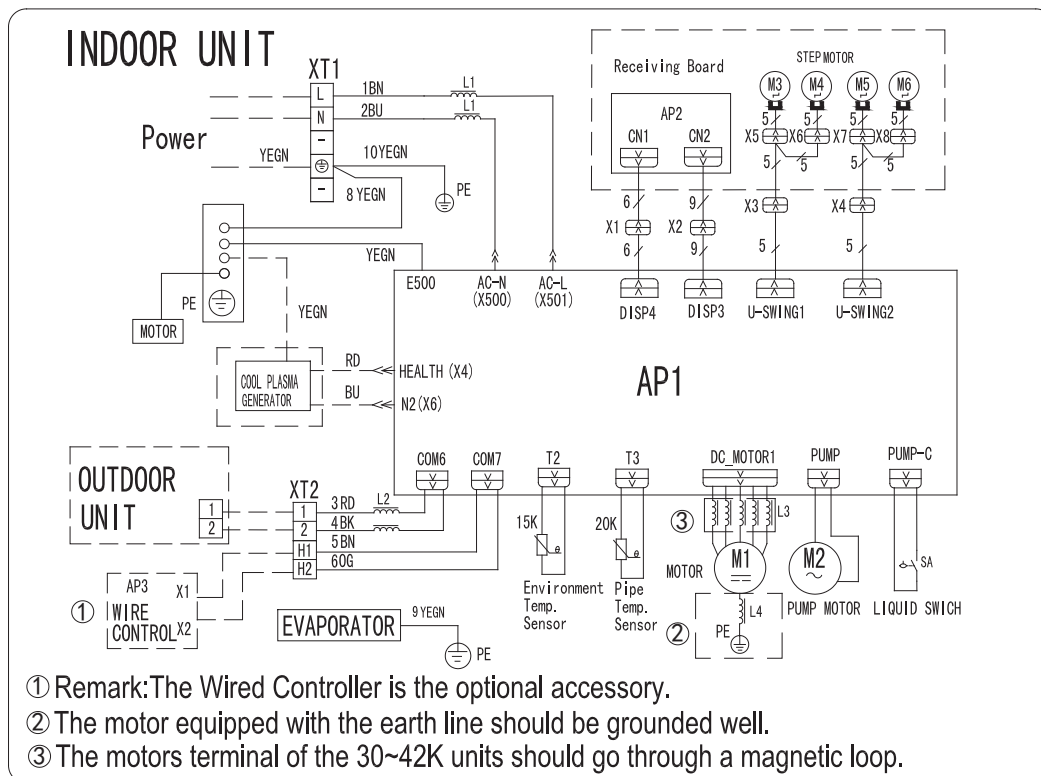 INDOOR UNIT
XT1
L
N
-
-
Power
YEGN
1BN
2BU
L1
L1
10YEGN
8 YEGN
PE
YEGN
PE
MOTOR
YEGN
Receiving Board
AP2
CN1
CN2
STEP MOTOR
M3
M4
M5
M6
5
5
5
5
X5
X6
X7
X8
5
5
5
5
6
9
X1
X2
X3
X4
6
9
5
5
E500
AC-N
(X500)
AC-L
(X501)
DISP4
DISP3
U-SWING1
U-SWING2
COOL PLASMA
GENERATOR
RD
BU
HEALTH (X4)
N2(X6)
AP1
COM6
COM7
T2
T3
DC_MOTOR1
PUMP
PUMP-C
OUTDOOR
UNIT
1
2
XT2
1
2
H1
H2
3RD
4BK
5BN
6OG
L2
① AP3
WIRE
CONTROL
X1
X2
15K
θ
Environment
Temp.
Sensor
20K
θ
Pipe
Temp.
Sensor
③
L3
MOTOR
M1
②
L4
PE
M2
PUMP MOTOR
SA
LIQUID SWICH
EVAPORATOR
9YEGN
PE
① Remark:The Wired Controller is the optional accessory.
② The motor equipped with the earth line should be grounded well.
③ The motors terminal of the 30~42K units should go through a magnetic loop.